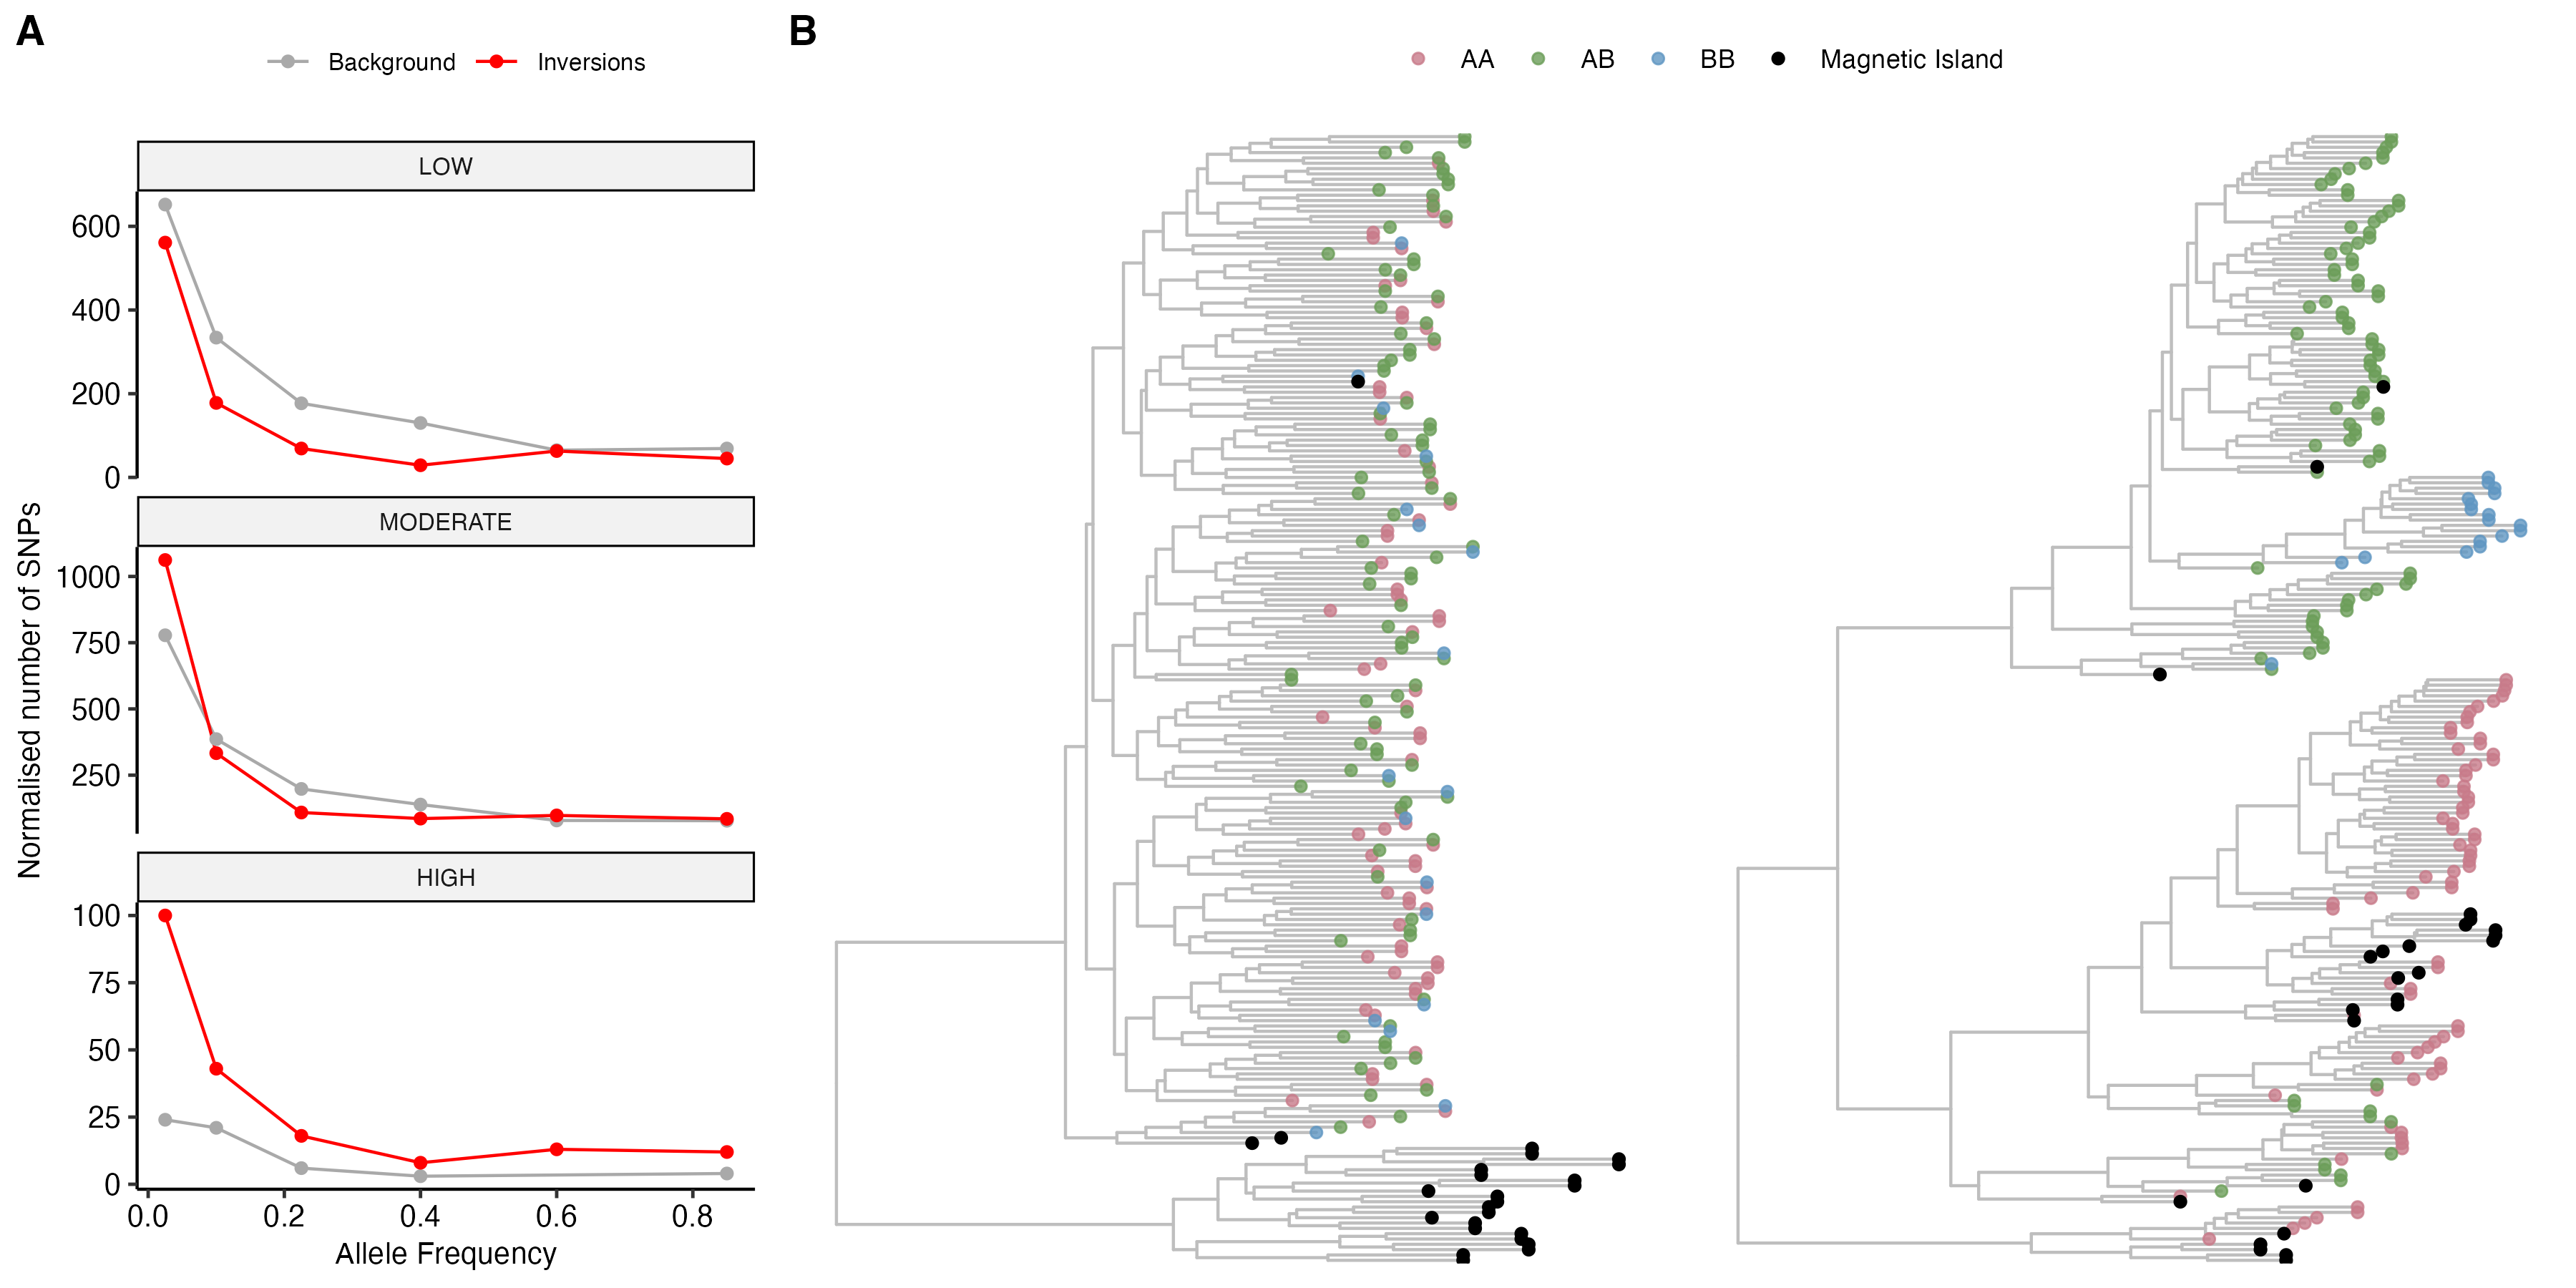 A
B
Background
Inversions
AA
AB
BB
Magnetic Island
Normalised number of SNPs
LOW
600
400
200
0
MODERATE
1000
750
500
250
HIGH
100
75
50
25
0
0.0 0.2 0.4 0.6 0.8
Allele Frequency